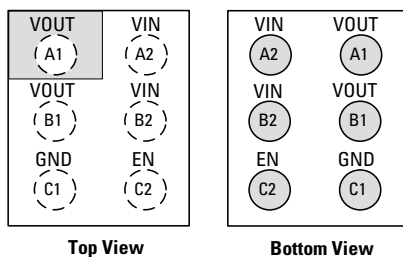 VOUT VIN VIN VOUT
A1 A2 A2 A1
VOUT VIN VIN VOUT
B1 B2 B2 B1
GND EN EN GND
C1 C2 C2 C1
Top View Bottom View